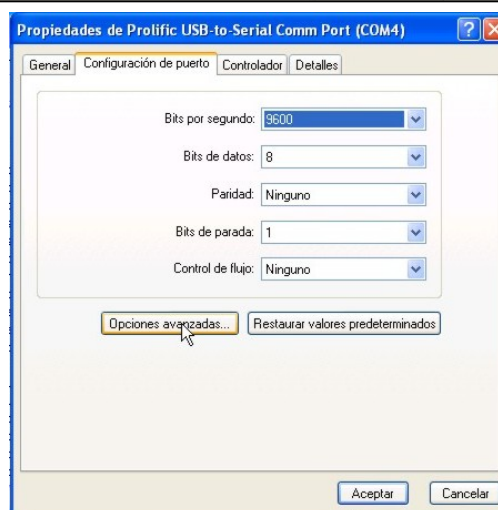 Propiedades de Prolific USB-to-Serial Comm Port (COM4)
General Configuración de puerto Controlador Detalles
Bits por segundo: 9600
Bits de datos: 8
Paridad: Ninguno
Bits de parada: 1
Control de flujo: Ninguno
Opciones avanzadas... Restaurar valores predeterminados
Aceptar Cancelar